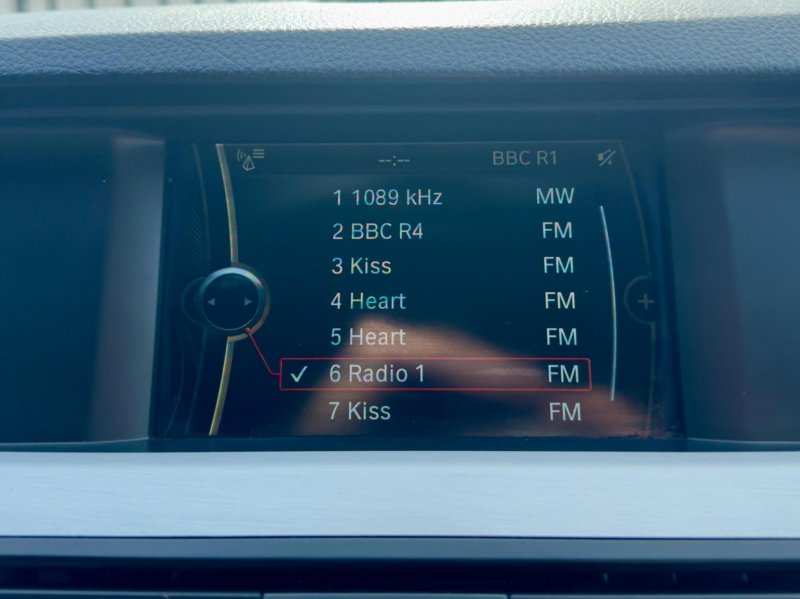 --:-- BBC R1
1 1089 kHz MW
2 BBC R4 FM
3 Kiss FM
4 Heart FM
5 Heart FM
✓ 6 Radio 1 FM
7 Kiss FM